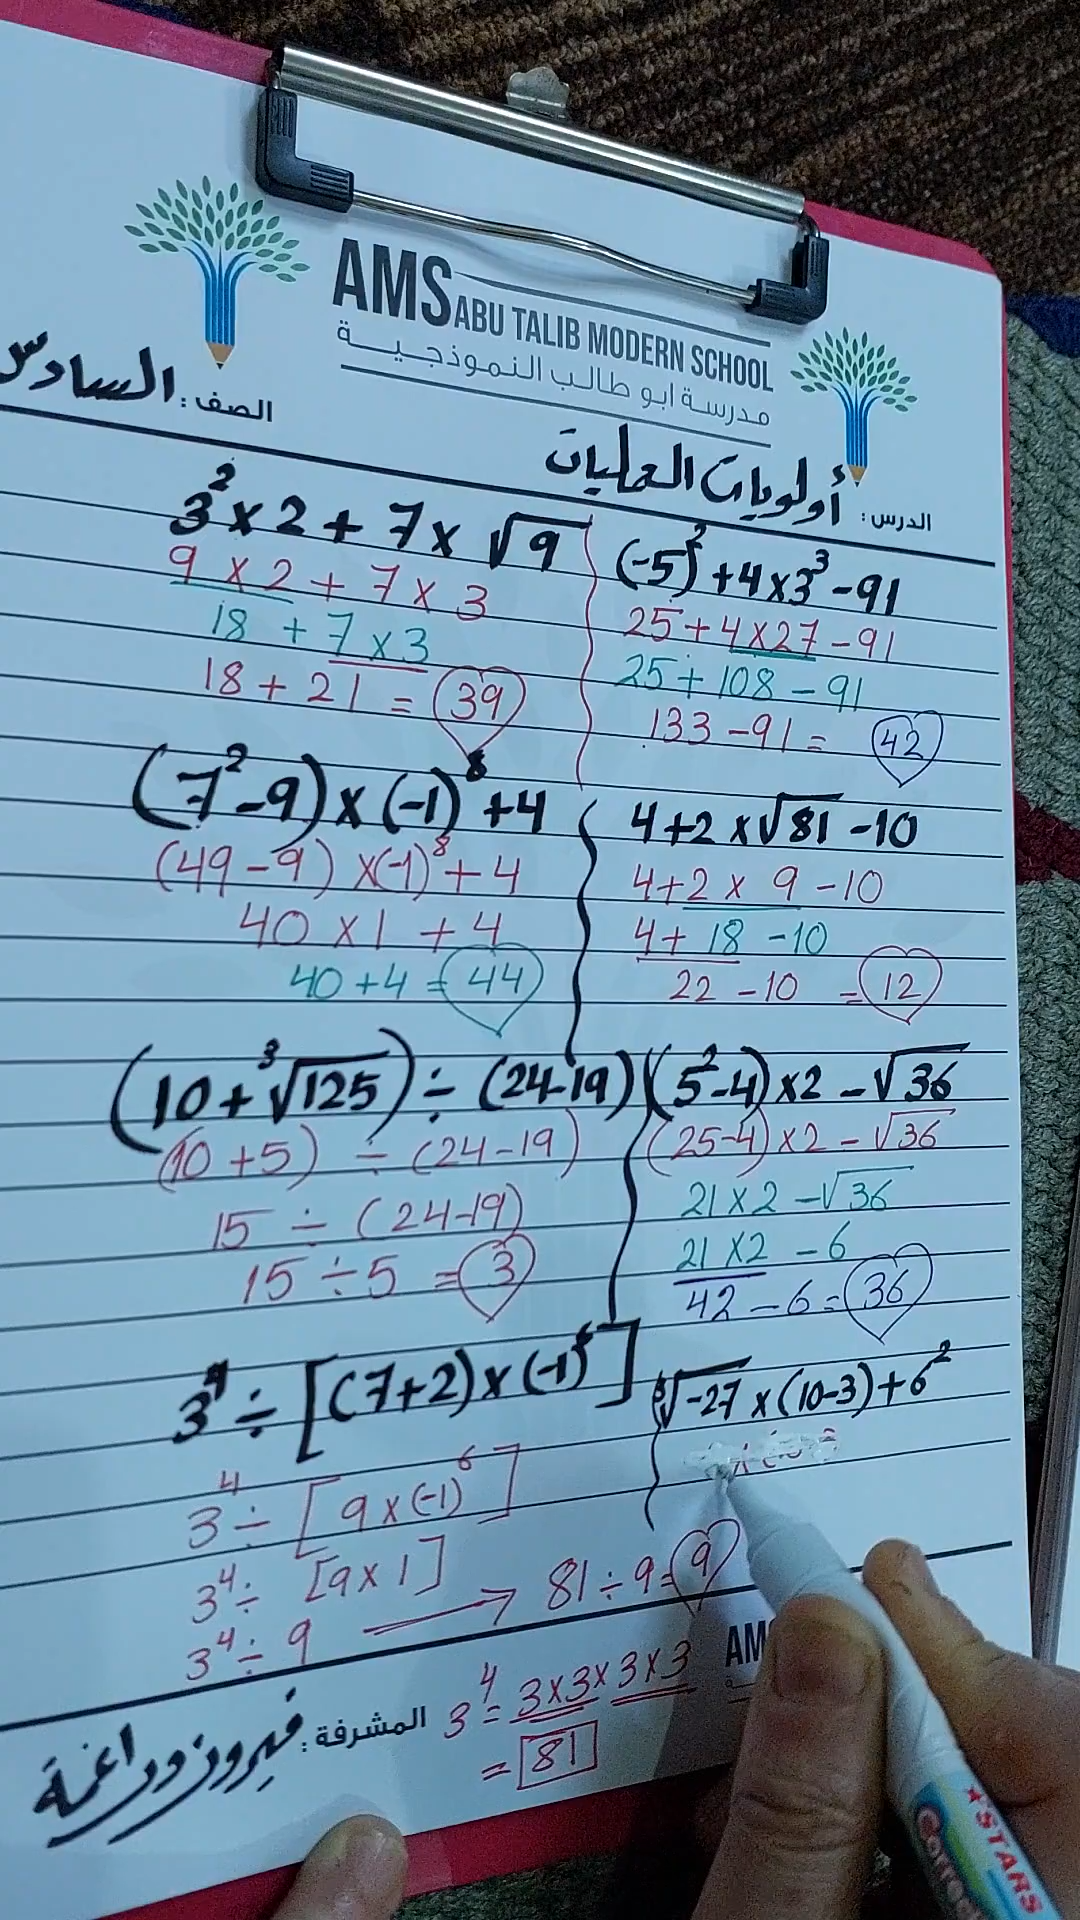 AMS ABU TALIB MODERN SCHOOL
مدرسة ابو طالب النموذجية
الصف: السادس
الدرس: أولويات العمليات
3² × 2 + 7 × √9
9 × 2 + 7 × 3
18 + 7 × 3
18 + 21 = 39
(-5)² + 4 × 3³ - 91
25 + 4 × 27 - 91
25 + 108 - 91
133 - 91 = 42
(7² - 9) × (-1)⁸ + 4
(49 - 9) × (-1)⁸ + 4
40 × 1 + 4
40 + 4 = 44
4 + 2 × √81 - 10
4 + 2 × 9 - 10
4 + 18 - 10
22 - 10 = 12
(10 + ³√125) ÷ (24 - 19)
(10 + 5) ÷ (24 - 19)
15 ÷ (24 - 19)
15 ÷ 5 = 3
(5² - 4) × 2 - √36
(25 - 4) × 2 - √36
21 × 2 - √36
21 × 2 - 6
42 - 6 = 36
3⁴ ÷ [(7 + 2) × (-1)⁶]
3⁴ ÷ [9 × (-1)⁶]
3⁴ ÷ [9 × 1]
3⁴ ÷ 9 → 81 ÷ 9 = 9
³√-27 × (10 - 3) + 6²
3⁴ = 3 × 3 × 3 × 3
= 81
AM
المشرفة:
STARS